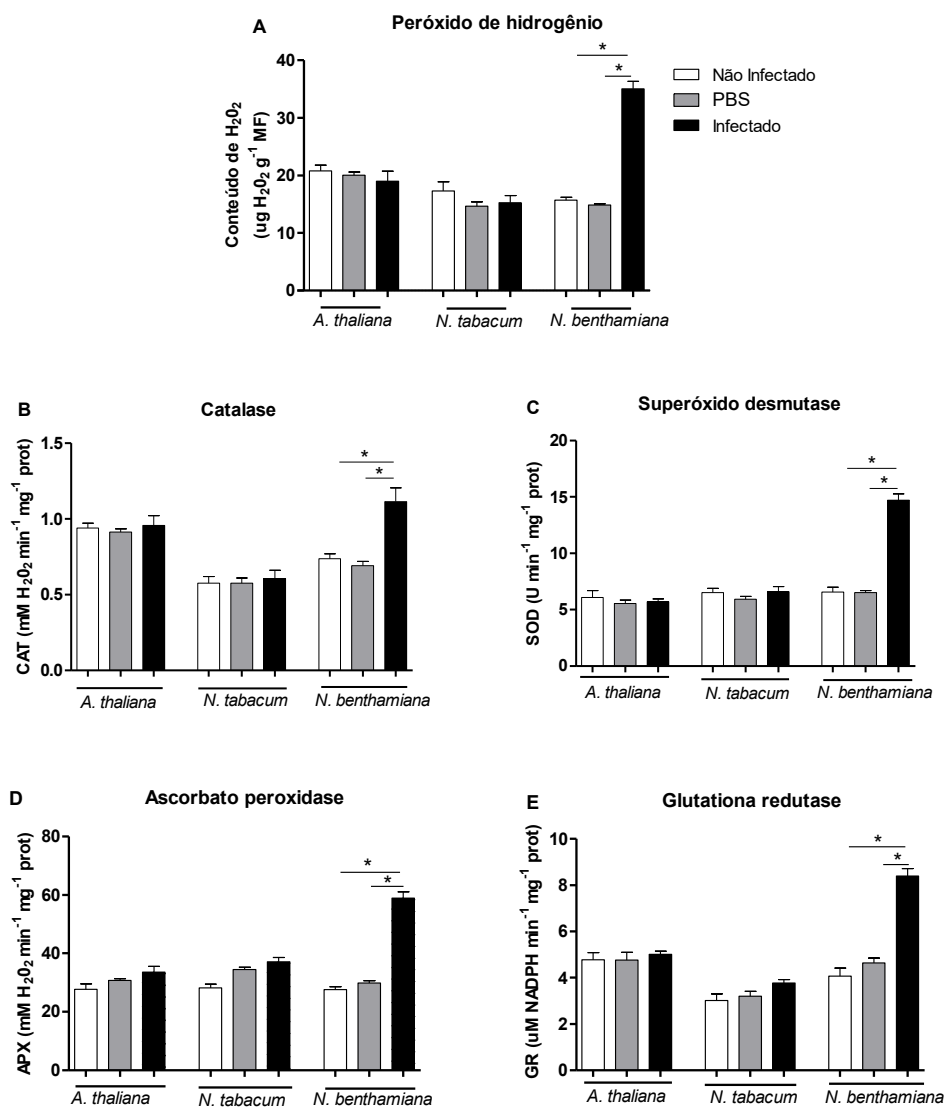 A
Peróxido de hidrogênio
Conteúdo de H₂0₂
(ug H₂O₂ g⁻¹ MF)
40
30
20
10
0
* 
*
Não Infectado
PBS
Infectado
A. thaliana
N. tabacum
N. benthamiana
B
Catalase
CAT (mM H₂O₂ min⁻¹ mg⁻¹ prot)
1.5
1.0
0.5
0.0
*
*
A. thaliana
N. tabacum
N. benthamiana
C
Superóxido desmutase
SOD (U min⁻¹ mg⁻¹ prot)
20
15
10
5
0
*
*
A. thaliana
N. tabacum
N. benthamiana
D
Ascorbato peroxidase
APX (mM H₂O₂ min⁻¹ mg⁻¹ prot)
80
60
40
20
0
*
*
A. thaliana
N. tabacum
N. benthamiana
E
Glutationa redutase
GR (uM NADPH min⁻¹ mg⁻¹ prot)
10
8
6
4
2
0
*
*
A. thaliana
N. tabacum
N. benthamiana